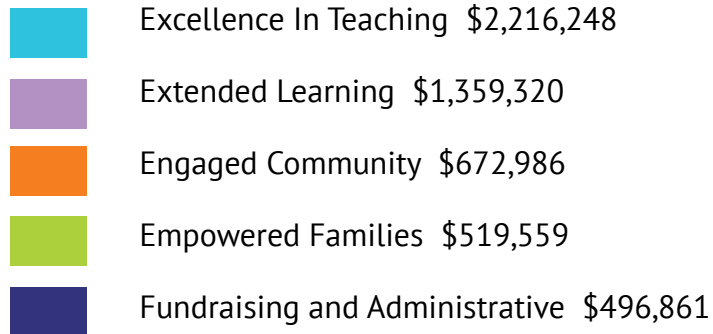 Excellence In Teaching $2,216,248
Extended Learning $1,359,320
Engaged Community $672,986
Empowered Families $519,559
Fundraising and Administrative $496,861